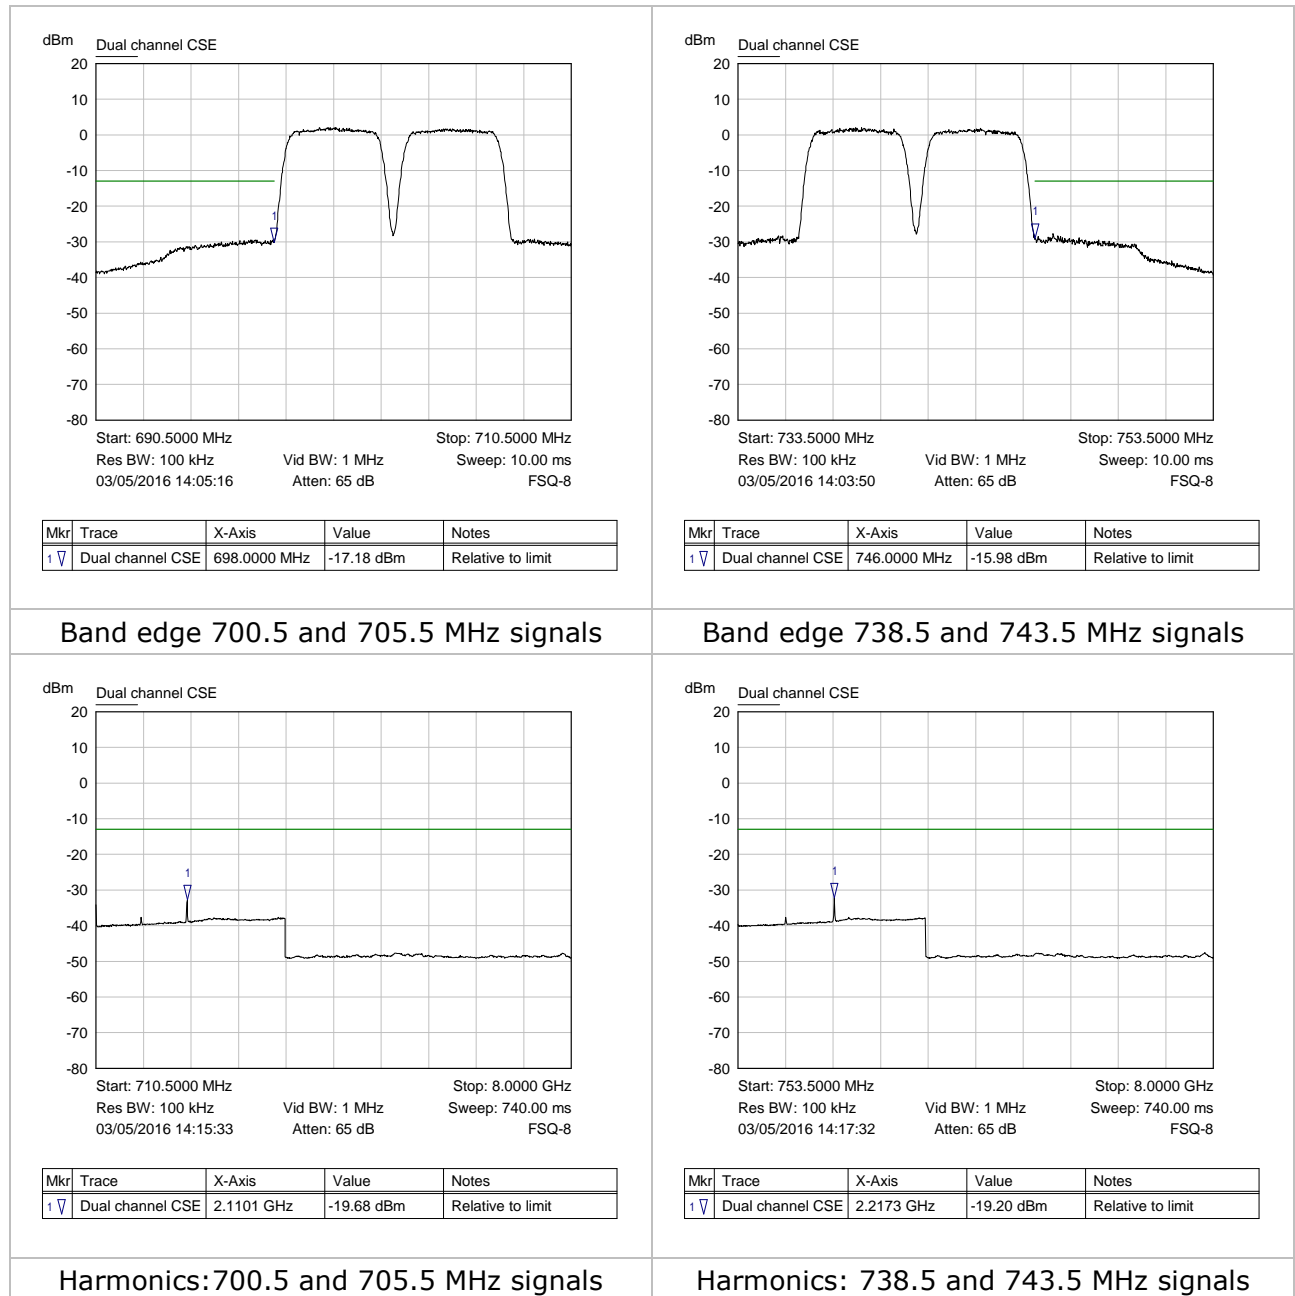 dBm Dual channel CSE
20
10
0
-10
-20
-30
-40
-50
-60
-70
-80
1
Start: 690.5000 MHz Stop: 710.5000 MHz
Res BW: 100 kHz Vid BW: 1 MHz Sweep: 10.00 ms
03/05/2016 14:05:16 Atten: 65 dB FSQ-8
Mkr Trace X-Axis Value Notes
1 Dual channel CSE 698.0000 MHz -17.18 dBm Relative to limit
Band edge 700.5 and 705.5 MHz signals
dBm Dual channel CSE
20
10
0
-10
-20
-30
-40
-50
-60
-70
-80
1
Start: 733.5000 MHz Stop: 753.5000 MHz
Res BW: 100 kHz Vid BW: 1 MHz Sweep: 10.00 ms
03/05/2016 14:03:50 Atten: 65 dB FSQ-8
Mkr Trace X-Axis Value Notes
1 Dual channel CSE 746.0000 MHz -15.98 dBm Relative to limit
Band edge 738.5 and 743.5 MHz signals
dBm Dual channel CSE
20
10
0
-10
-20
-30
-40
-50
-60
-70
-80
1
Start: 710.5000 MHz Stop: 8.0000 GHz
Res BW: 100 kHz Vid BW: 1 MHz Sweep: 740.00 ms
03/05/2016 14:15:33 Atten: 65 dB FSQ-8
Mkr Trace X-Axis Value Notes
1 Dual channel CSE 2.1101 GHz -19.68 dBm Relative to limit
Harmonics:700.5 and 705.5 MHz signals
dBm Dual channel CSE
20
10
0
-10
-20
-30
-40
-50
-60
-70
-80
1
Start: 753.5000 MHz Stop: 8.0000 GHz
Res BW: 100 kHz Vid BW: 1 MHz Sweep: 740.00 ms
03/05/2016 14:17:32 Atten: 65 dB FSQ-8
Mkr Trace X-Axis Value Notes
1 Dual channel CSE 2.2173 GHz -19.20 dBm Relative to limit
Harmonics: 738.5 and 743.5 MHz signals